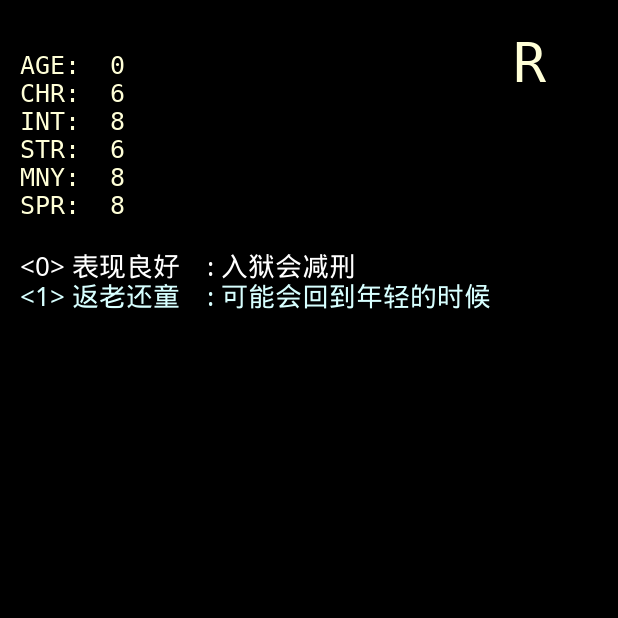 R
AGE: 0
CHR: 6
INT: 8
STR: 6
MNY: 8
SPR: 8
<0> 表现良好 : 入狱会减刑
<1> 返老还童 : 可能会回到年轻的时候